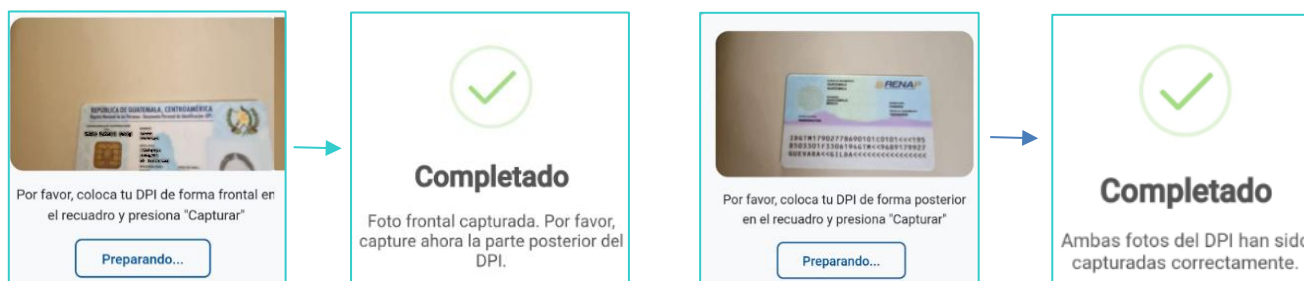 REPÚBLICA DE GUATEMALA, CENTROAMÉRICA
Por favor, coloca tu DPI de forma frontal en
el recuadro y presiona "Capturar"
Preparando...
Completado
Foto frontal capturada. Por favor,
capture ahora la parte posterior del
DPI.
RENAP
Por favor, coloca tu DPI de forma posterior
en el recuadro y presiona "Capturar"
Preparando...
Completado
Ambas fotos del DPI han sido
capturadas correctamente.